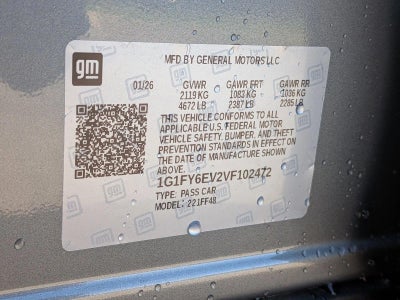 gm
MFD BY GENERAL MOTORS LLC
01/26 GVWR GAWR FRT GAWR RR
2119 KG 1083 KG 1036 KG
4672 LB 2387 LB 2285 LB
THIS VEHICLE CONFORMS TO ALL
APPLICABLE U.S. FEDERAL MOTOR
VEHICLE SAFETY, BUMPER, AND THEFT
PREVENTION STANDARDS IN EFFECT ON
THE DATE OF MANUFACTURE SHOWN
ABOVE.
1G1FY6EV2VF102472
TYPE: PASS CAR
MODEL: 221FF48